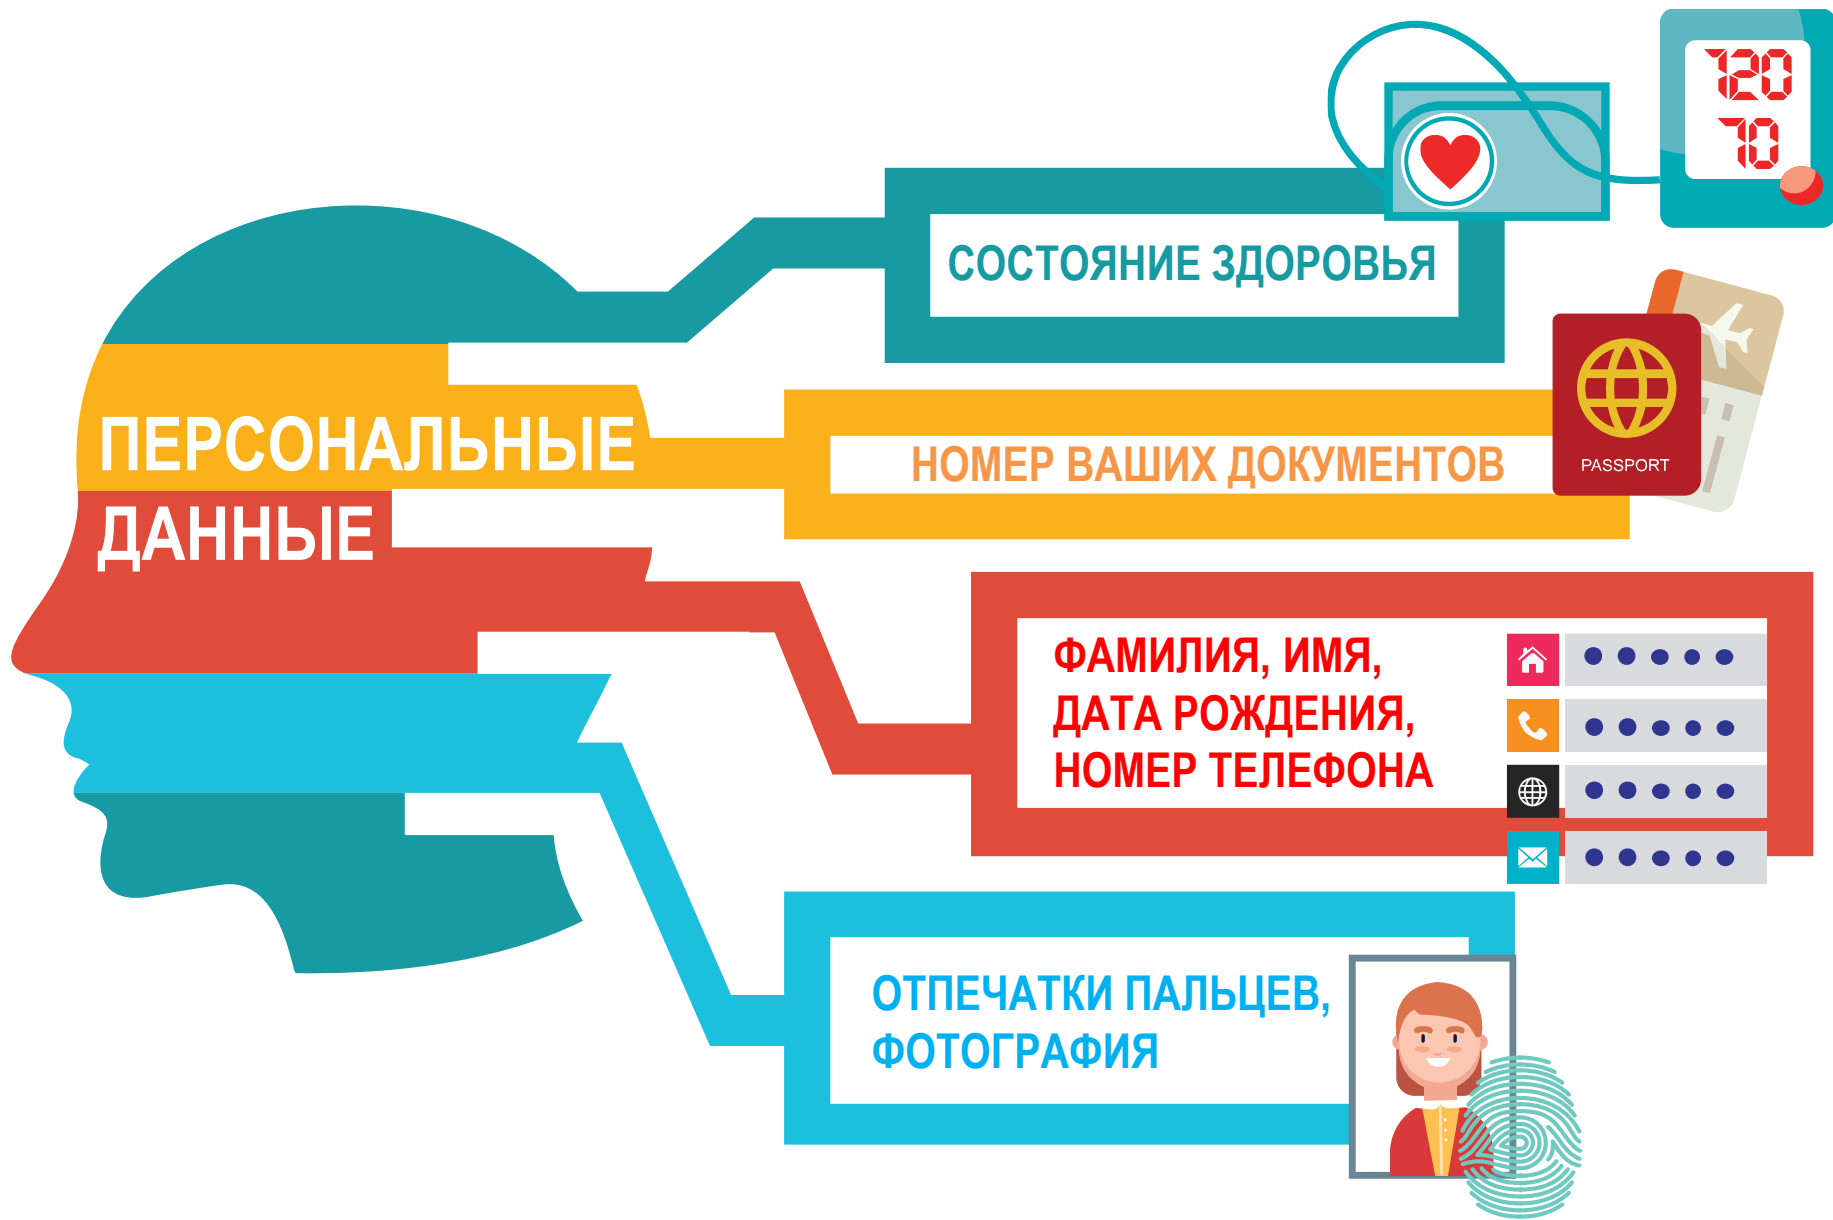 120
70
СОСТОЯНИЕ ЗДОРОВЬЯ
ПЕРСОНАЛЬНЫЕ
ДАННЫЕ
НОМЕР ВАШИХ ДОКУМЕНТОВ
PASSPORT
ФАМИЛИЯ, ИМЯ,
ДАТА РОЖДЕНИЯ,
НОМЕР ТЕЛЕФОНА
ОТПЕЧАТКИ ПАЛЬЦЕВ,
ФОТОГРАФИЯ